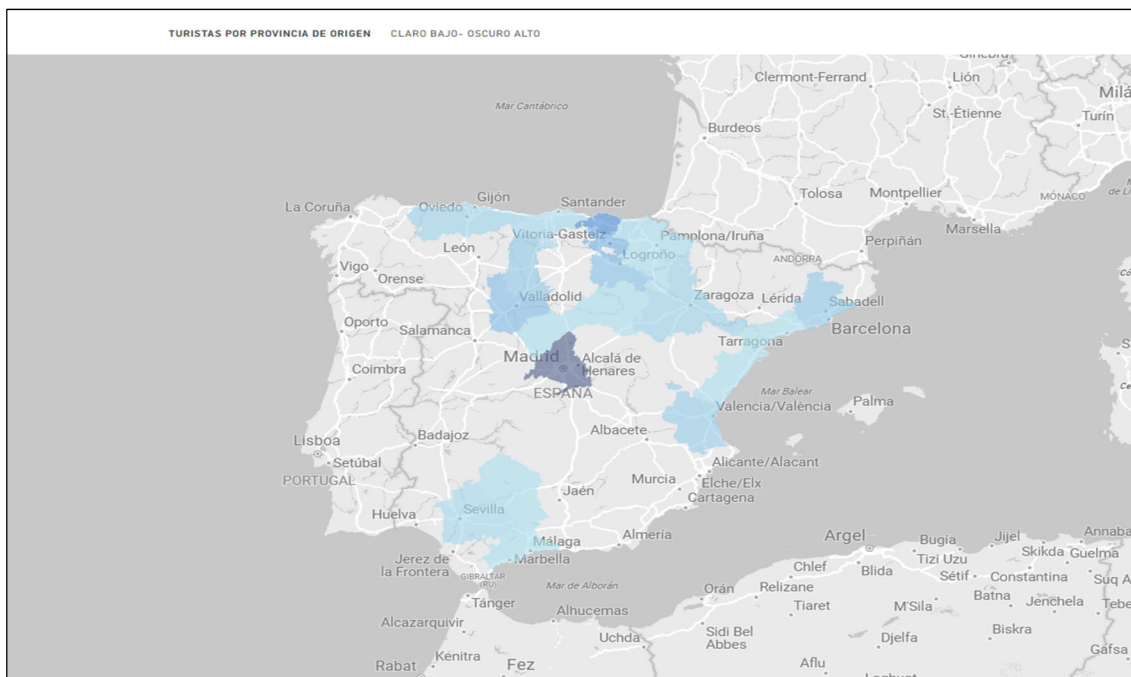 TURISTAS POR PROVINCIA DE ORIGEN CLARO BAJO- OSCURO ALTO
Clermont-Ferrand
Lión
Milá
Mar Cantábrico
St.-Étienne
Turín
Burdeos
La Coruña
Gijón
Oviedo
Santander
Tolosa
Montpellier
MÓNACO
Marsella
Vitoria-Gasteiz
Pamplona/Iruña
León
Logroño
Perpiñán
ANDORRA
Vigo
Orense
Valladolid
Zaragoza
Lérida
Sabadell
Oporto
Salamanca
Barcelona
Tarragona
Madrid
Alcalá de
Henares
Coimbra
ESPAÑA
Mar Balear
Palma
Valencia/València
Lisboa
Badajoz
Albacete
Setúbal
Alicante/Alacant
PORTUGAL
Murcia
Elche/Elx
Jaén
Cartagena
Huelva
Sevilla
Málaga
Almería
Argel
Bugía
Jijel
Annaba
Jerez de
la Frontera
Marbella
Tizi Uzu
Skikda
Guelma
GIBRALTAR
(RU)
Mar de Alborán
Chlef
Blida
Sétif
Constantina
Suq A
Tánger
Alhucemas
Orán
Relizane
Tiaret
M'Sila
Batna
Jenchela
Tebe
Alcazarquivir
Uchda
Sidi Bel
Abbes
Djelfa
Biskra
Gafsa
Kenitra
Rabat
Fez
Aflu